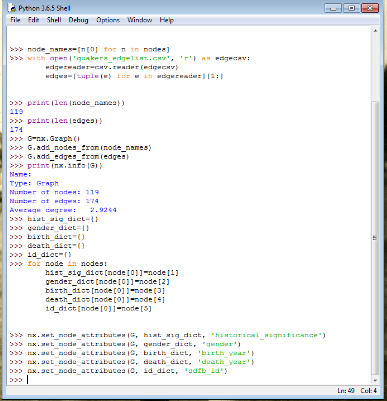 Python 3.6.5 Shell
File Edit Shell Debug Options Window Help
>>> node_names=[n[0] for n in nodes]
>>> with open('quakers_edgelist.csv', 'r') as edgecsv:
        edgereader=csv.reader(edgecsv)
        edges=[tuple(e) for e in edgereader][1:]
>>> print(len(node_names))
119
>>> print(len(edges))
174
>>> G=nx.Graph()
>>> G.add_nodes_from(node_names)
>>> G.add_edges_from(edges)
>>> print(nx.info(G))
Name:
Type: Graph
Number of nodes: 119
Number of edges: 174
Average degree:   2.9244
>>> hist_sig_dict={}
>>> gender_dict={}
>>> birth_dict={}
>>> death_dict={}
>>> id_dict={}
>>> for node in nodes:
        hist_sig_dict[node[0]]=node[1]
        gender_dict[node[0]]=node[2]
        birth_dict[node[0]]=node[3]
        death_dict[node[0]]=node[4]
        id_dict[node[0]]=node[5]
>>> nx.set_node_attributes(G, hist_sig_dict, 'historical_significance')
>>> nx.set_node_attributes(G, gender_dict, 'gender')
>>> nx.set_node_attributes(G, birth_dict, 'birth_year')
>>> nx.set_node_attributes(G, death_dict, 'death_year')
>>> nx.set_node_attributes(G, id_dict, 'sdfb_id')
>>>
Ln: 49 Col: 4